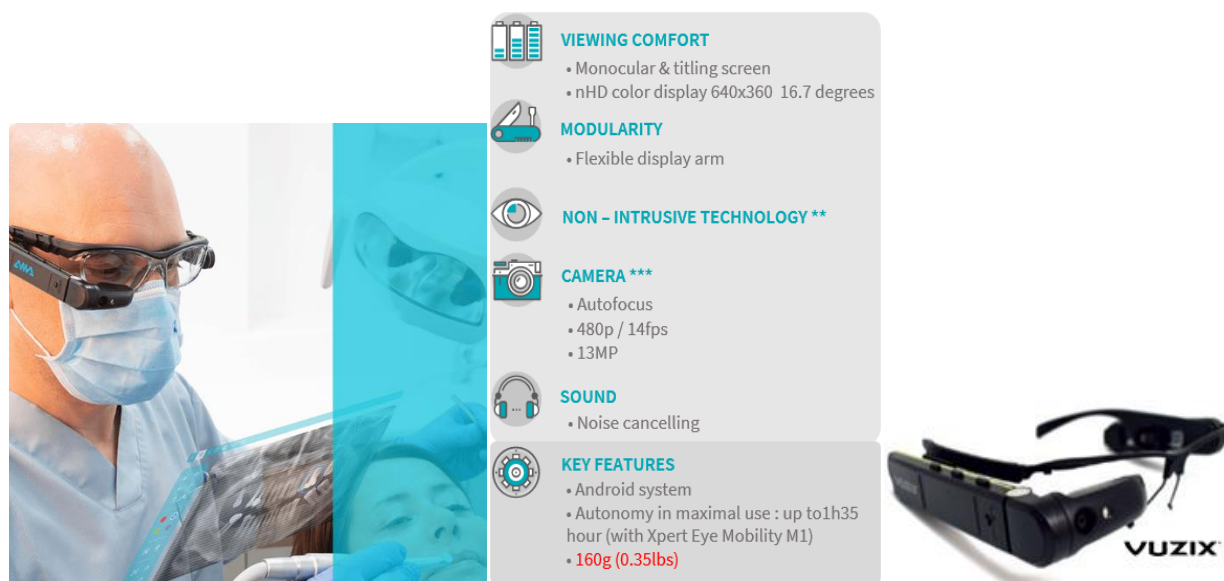 VIEWING COMFORT
• Monocular & titling screen
• nHD color display 640x360 16.7 degrees
MODULARITY
• Flexible display arm
NON – INTRUSIVE TECHNOLOGY **
CAMERA ***
• Autofocus
• 480p / 14fps
• 13MP
SOUND
• Noise cancelling
KEY FEATURES
• Android system
• Autonomy in maximal use : up to1h35
hour (with Xpert Eye Mobility M1)
• 160g (0.35lbs)
AMA
VUZIX
VUZIX